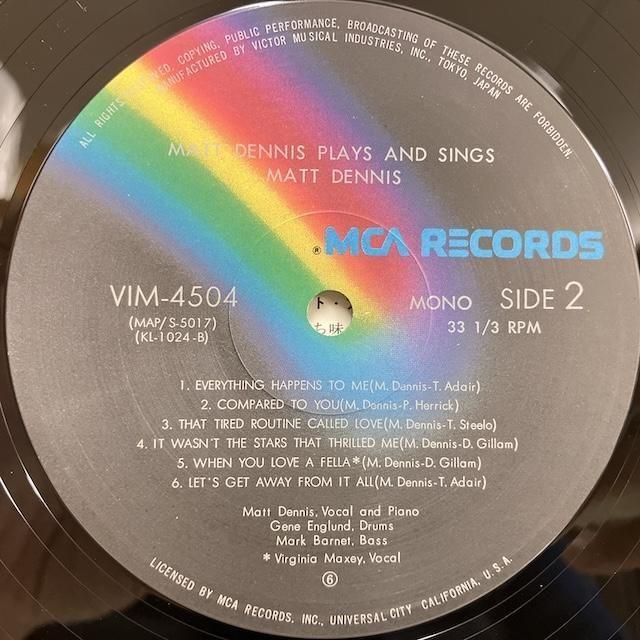 ALL RIGHTS RESERVED. COPYING, PUBLIC PERFORMANCE, BROADCASTING OF THESE RECORDS ARE FORBIDDEN.
MANUFACTURED BY VICTOR MUSICAL INDUSTRIES, INC., TOKYO, JAPAN
MATT DENNIS PLAYS AND SINGS
MATT DENNIS
® MCA RECORDS
VIM-4504
(MAP/S-5017)
(KL-1024-B)
MONO SIDE 2
33 1/3 RPM
ち味
1. EVERYTHING HAPPENS TO ME(M. Dennis-T. Adair)
2. COMPARED TO YOU(M. Dennis-P. Herrick)
3. THAT TIRED ROUTINE CALLED LOVE(M. Dennis-T. Steelo)
4. IT WASN'T THE STARS THAT THRILLED ME(M. Dennis-D. Gillam)
5. WHEN YOU LOVE A FELLA*(M. Dennis-D. Gillam)
6. LET'S GET AWAY FROM IT ALL(M. Dennis-T. Adair)
Matt Dennis, Vocal and Piano
Gene Englund, Drums
Mark Barnet, Bass
* Virginia Maxey, Vocal
⑥
LICENSED BY MCA RECORDS, INC., UNIVERSAL CITY, CALIFORNIA, U.S.A.